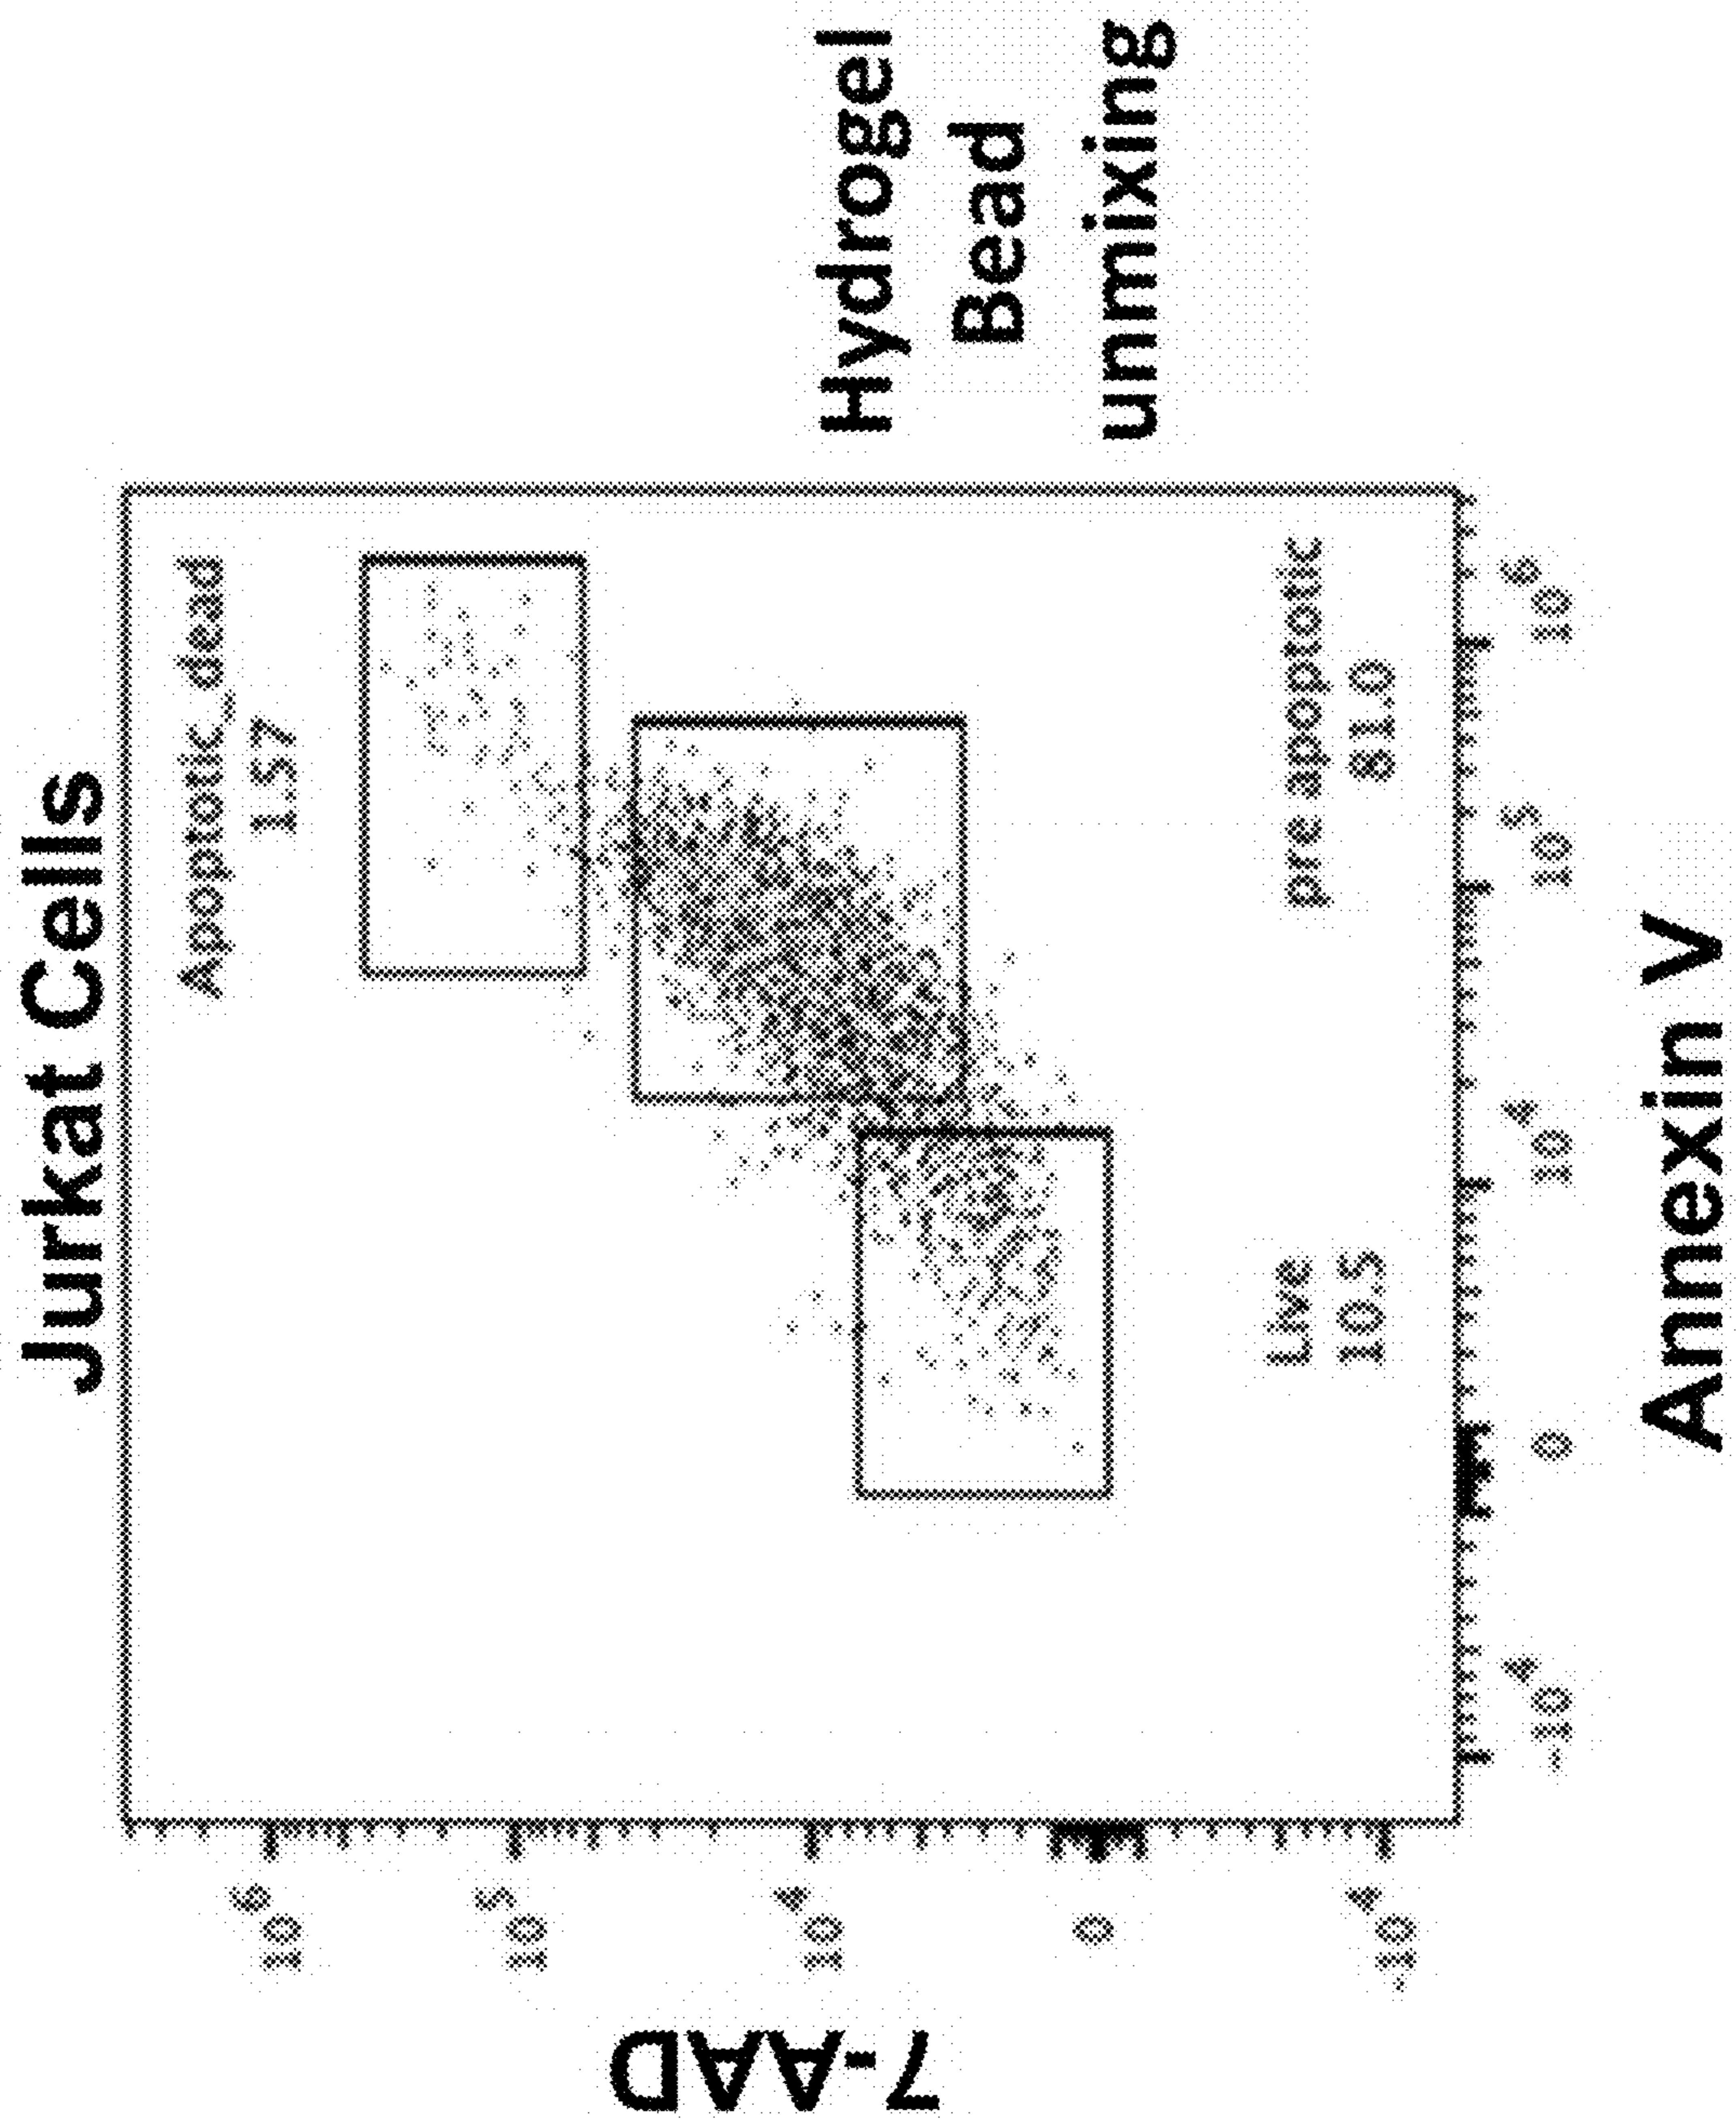 Jurkat Cells
Apoptotic_dead
1.57
pre apoptotic
81.0
Live
10.5
Hydrogel
Bead
unmixing
7-AAD
10 6
10 5
10 4
0
-10 4
-10 4
0
10 4
10 5
10 6
Annexin V